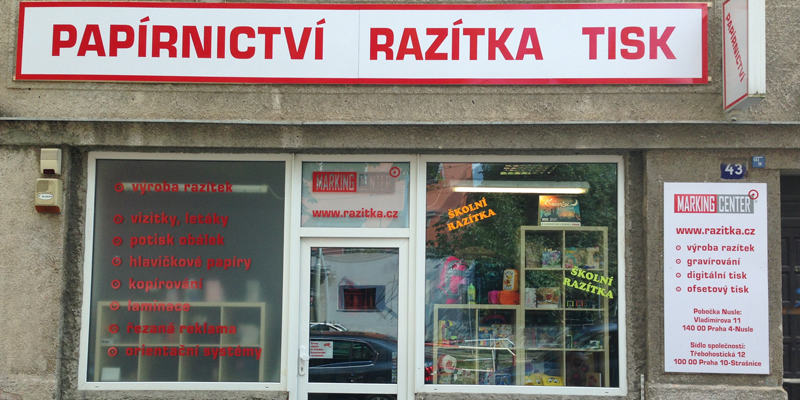 PAPÍRNICTVÍ RAZÍTKA TISK
PAPÍRNICTVÍ
výroba razítek
vizitky, letáky
potisk obálek
hlavičkové papíry
kopírování
laminace
řezaná reklama
orientační systémy
MARKING CENTER
www.razitka.cz
ŠKOLNÍ
RAZÍTKA
ŠKOLNÍ
RAZÍTKA
43
MARKING CENTER
www.razitka.cz
výroba razítek
gravírování
digitální tisk
ofsetový tisk
Pobočka Nusle:
Vladimírova 11
140 00 Praha 4-Nusle
Sídlo společnosti:
Třebohostická 12
100 00 Praha 10-Strašnice